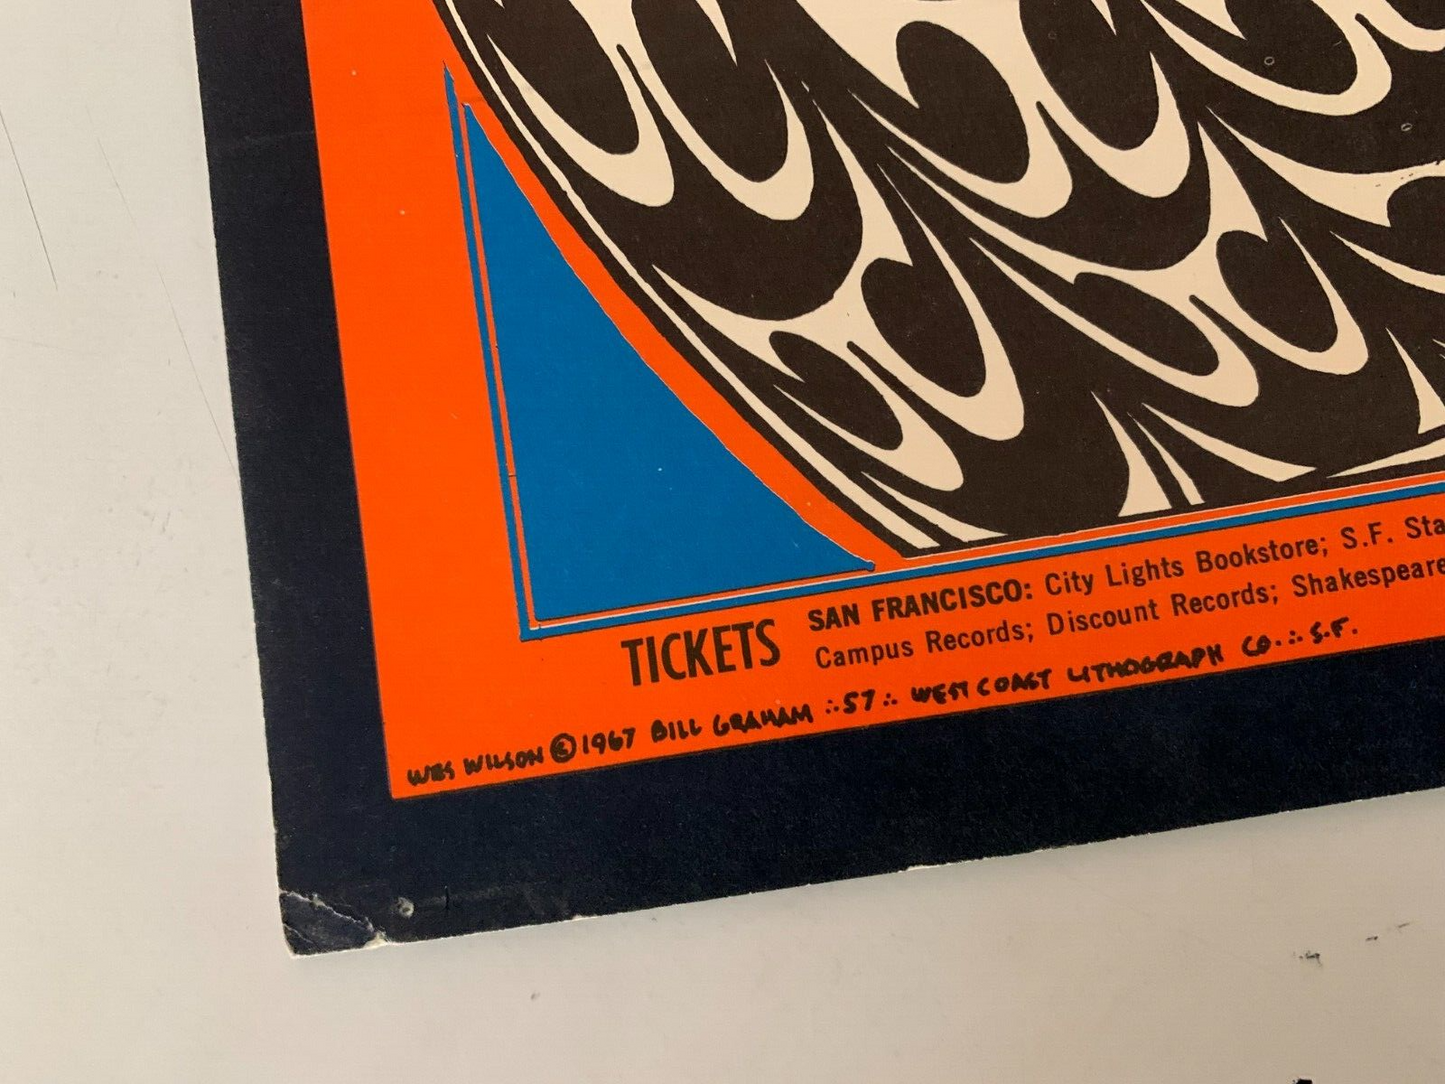 TICKETS
SAN FRANCISCO: City Lights Bookstore; S.F. Sta
Campus Records; Discount Records; Shakespeare
WES WILSON © 1967 BILL GRAHAM ∴ 57 ∴ WEST COAST LITHOGRAPH CO. ∴ S.F.